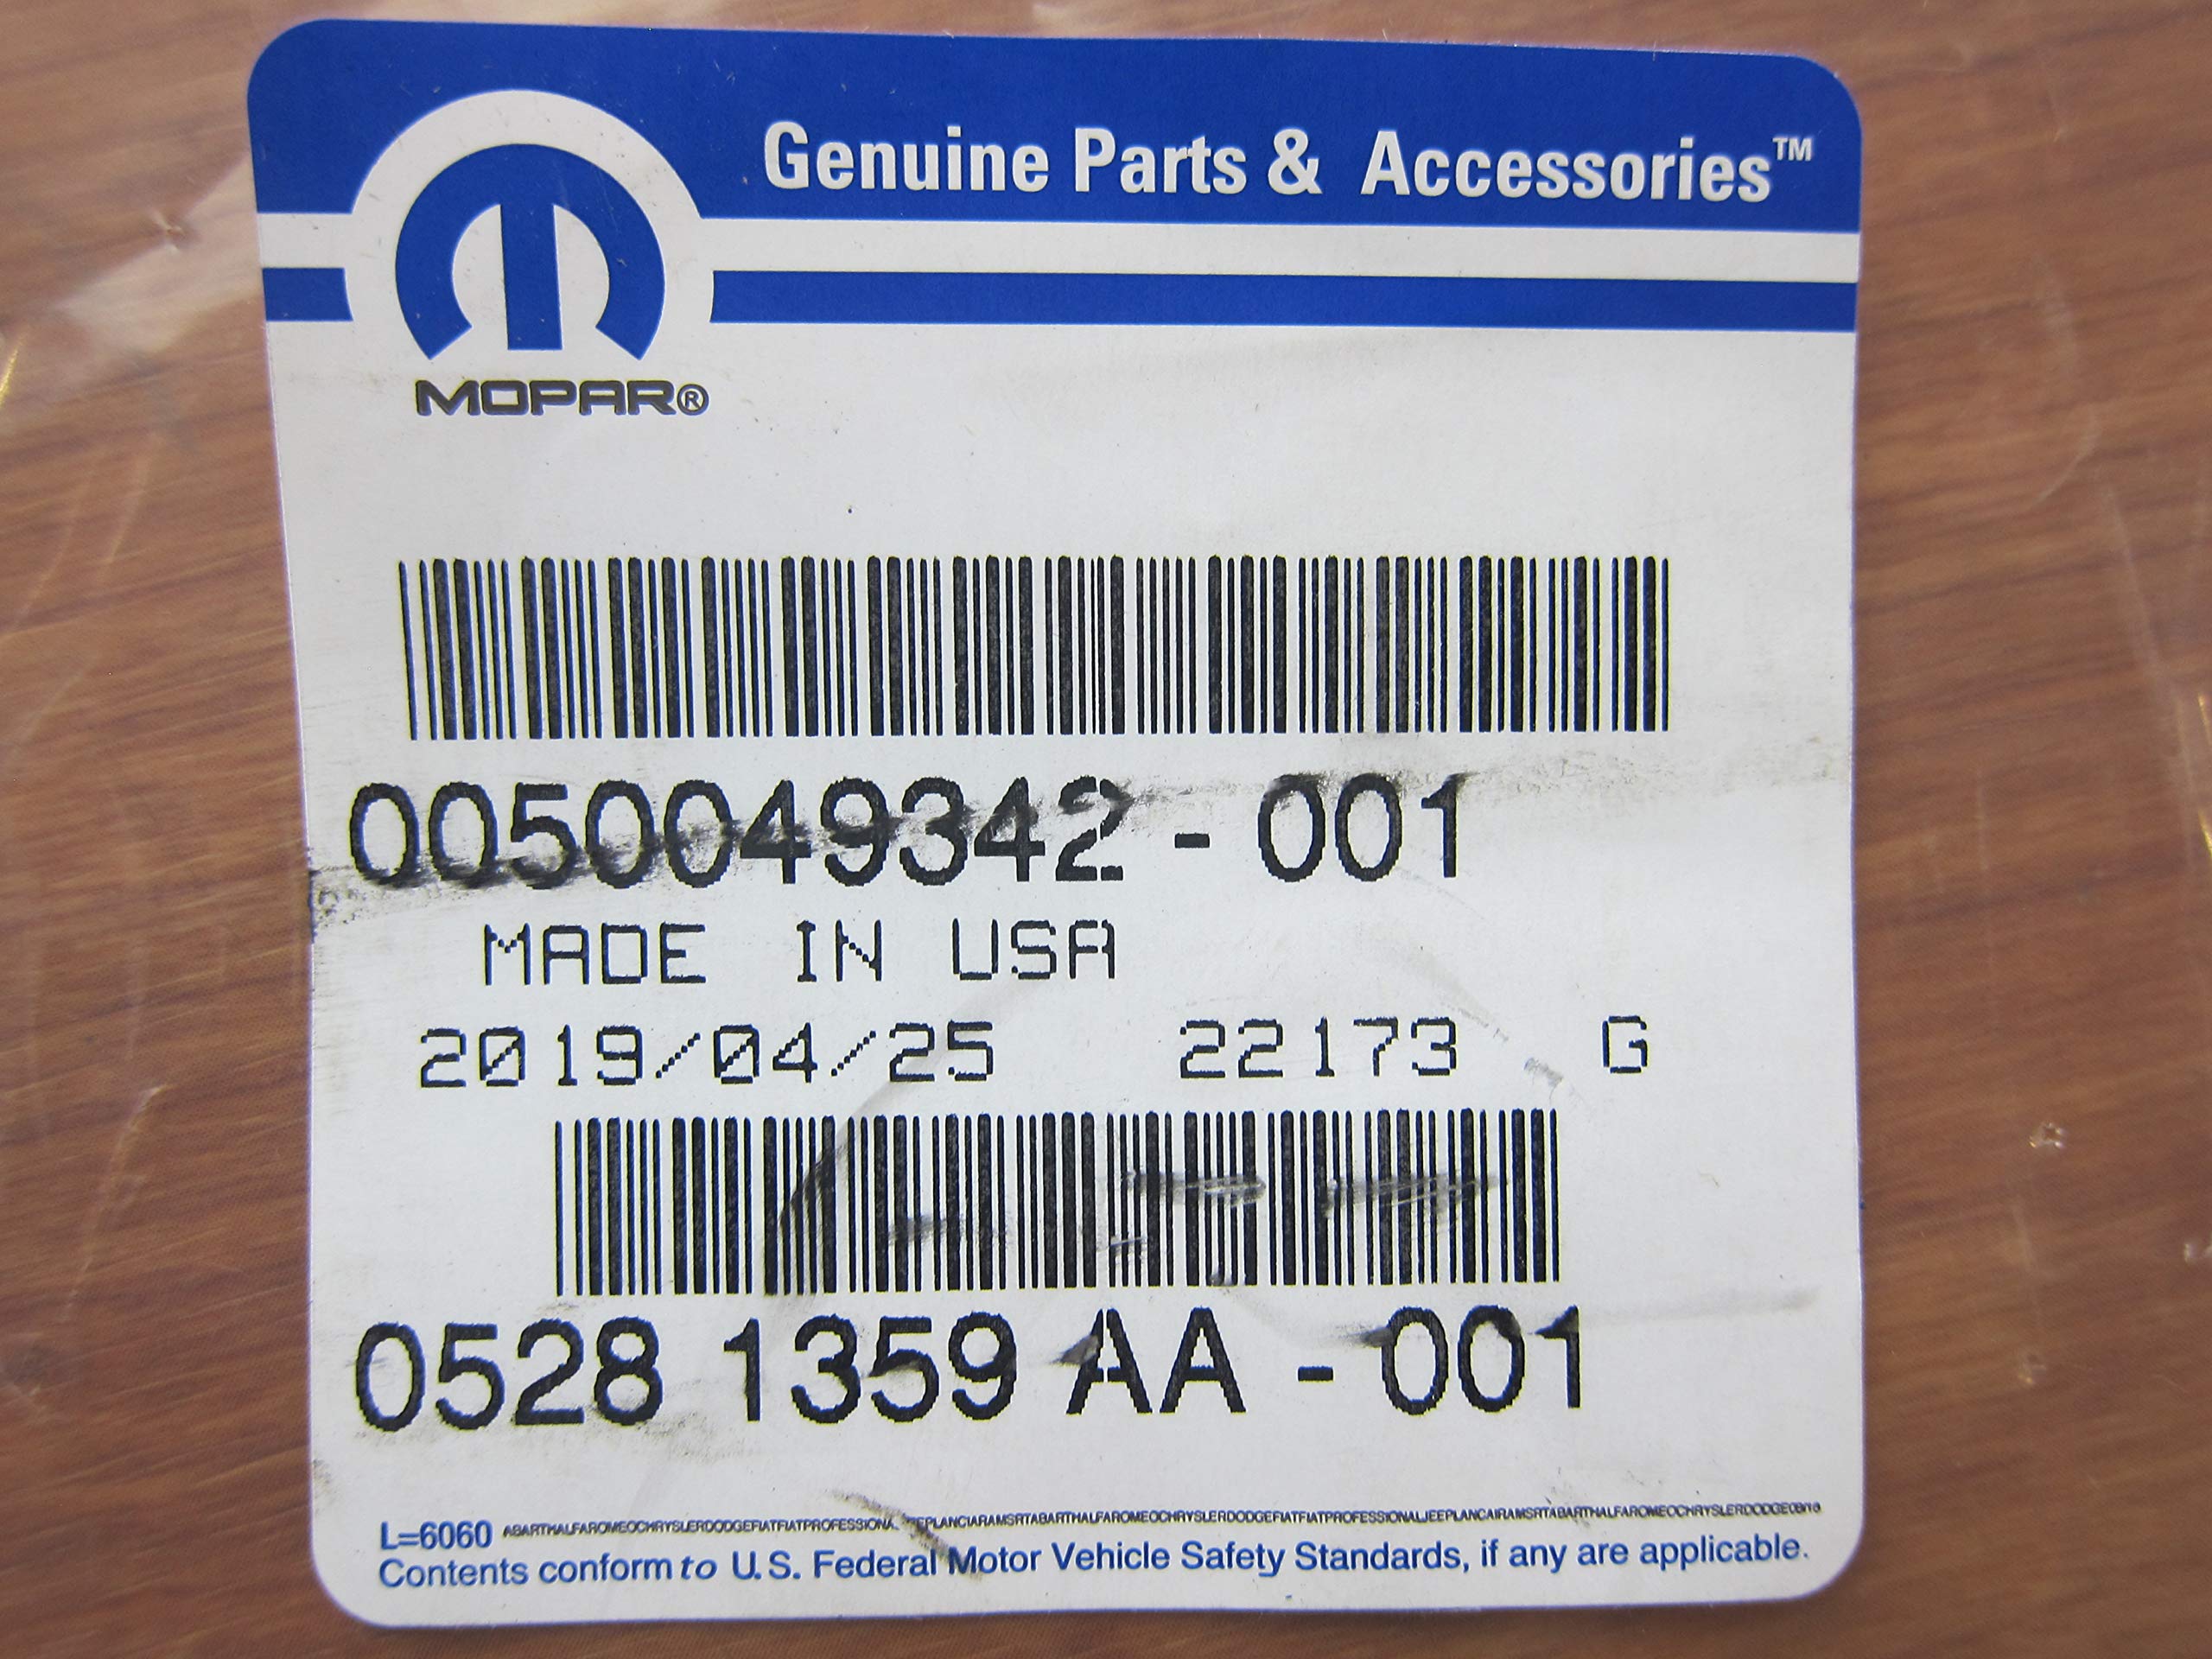 Genuine Parts & Accessories™
MOPAR®
0050049342 - 001
MADE IN USA
2019/04/25 22173 G
0528 1359 AA - 001
L=6060
Contents conform to U.S. Federal Motor Vehicle Safety Standards, if any are applicable.